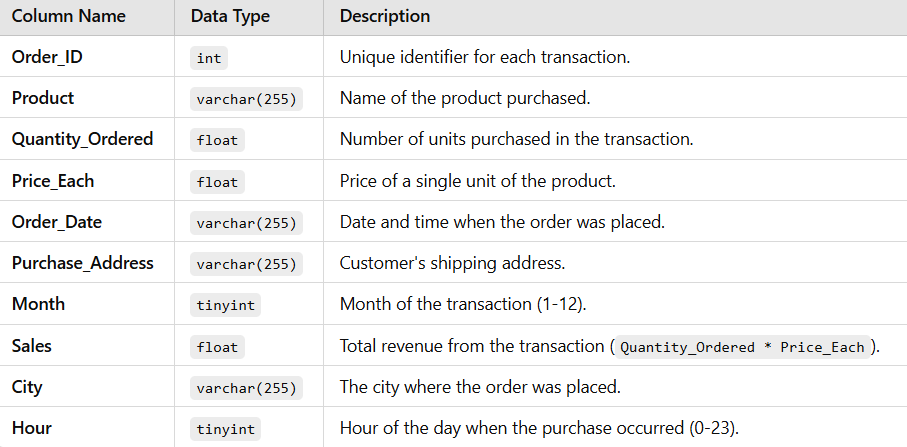 Column Name Data Type Description
Order_ID int Unique identifier for each transaction.
Product varchar(255) Name of the product purchased.
Quantity_Ordered float Number of units purchased in the transaction.
Price_Each float Price of a single unit of the product.
Order_Date varchar(255) Date and time when the order was placed.
Purchase_Address varchar(255) Customer's shipping address.
Month tinyint Month of the transaction (1-12).
Sales float Total revenue from the transaction ( Quantity_Ordered * Price_Each ).
City varchar(255) The city where the order was placed.
Hour tinyint Hour of the day when the purchase occurred (0-23).